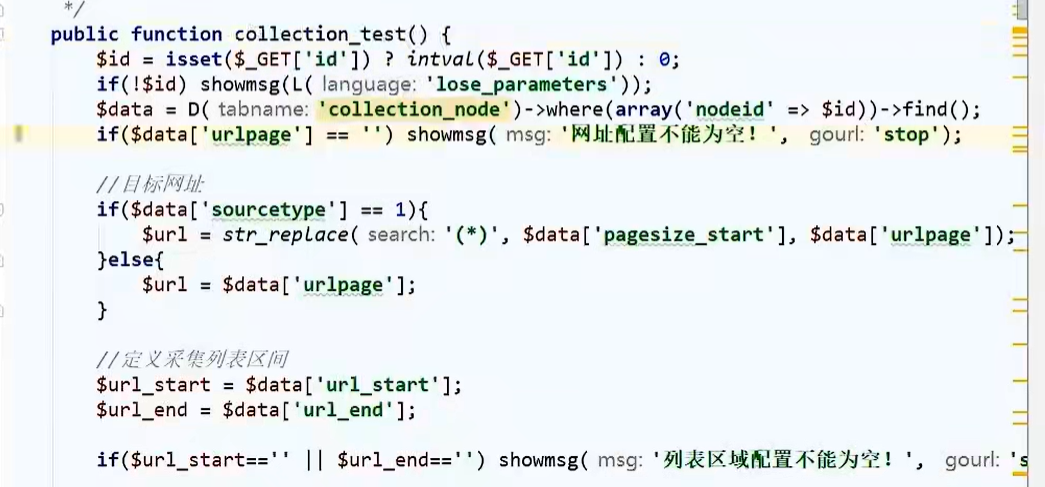 */
public function collection_test() {
$id = isset($_GET['id']) ? intval($_GET['id']) : 0;
if(!$id) showmsg(L( language: 'lose_parameters'));
$data = D( tabname: 'collection_node')->where(array('nodeid' => $id))->find();
if($data['urlpage'] == '') showmsg( msg: '网址配置不能为空！', gourl: 'stop');
//目标网址
if($data['sourcetype'] == 1){
$url = str_replace( search: '(*)', $data['pagesize_start'], $data['urlpage']);
}else{
$url = $data['urlpage'];
}
//定义采集列表区间
$url_start = $data['url_start'];
$url_end = $data['url_end'];
if($url_start=='' || $url_end=='') showmsg( msg: '列表区域配置不能为空！', gourl: 's